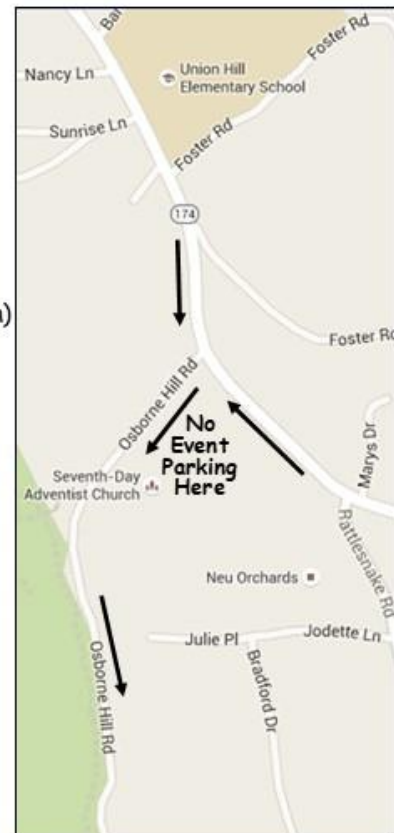 Bar
Nancy Ln
Union Hill
Elementary School
Foster Rd
Sunrise Ln
Foster Rd
174
a)
Foster Rd
Osborne Hill Rd
No
Event
Parking
Here
Marys Dr
Seventh-Day
Adventist Church
Rattlesnake Rd
Neu Orchards
Julie Pl
Jodette Ln
Bradford Dr
Osborne Hill Rd